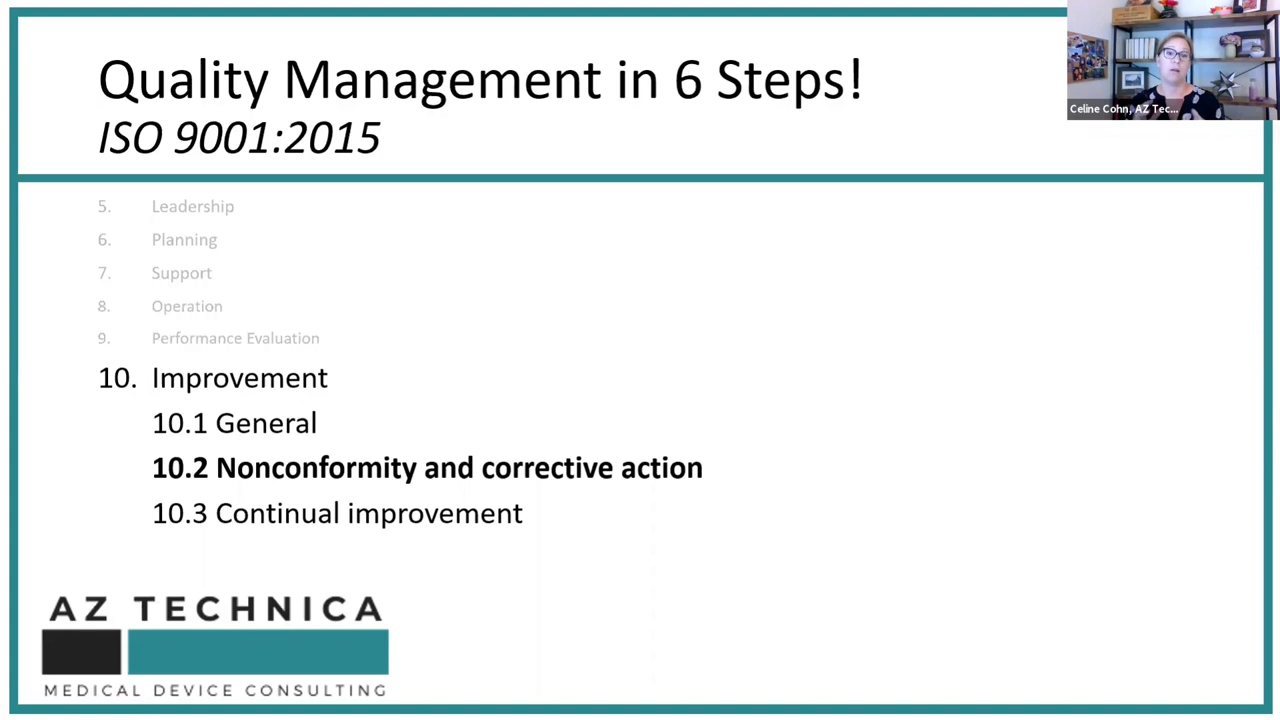 Quality Management in 6 Steps!
ISO 9001:2015
Celine Cohn, AZ Tec...
5. Leadership
6. Planning
7. Support
8. Operation
9. Performance Evaluation
10. Improvement
10.1 General
10.2 Nonconformity and corrective action
10.3 Continual improvement
AZ TECHNICA
MEDICAL DEVICE CONSULTING